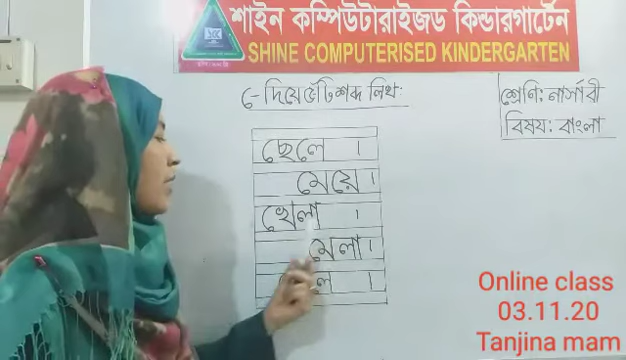 শাইন কম্পিউটারাইজড কিন্ডারগার্টেন
SHINE COMPUTERISED KINDERGARTEN
ে- দিয়ে ৫টি শব্দ লিখ:
শ্রেণি: নার্সারী
বিষয়: বাংলা
ছেলে ।
মেয়ে ।
খেলা ।
মেলা ।
Online class
03.11.20
Tanjina mam